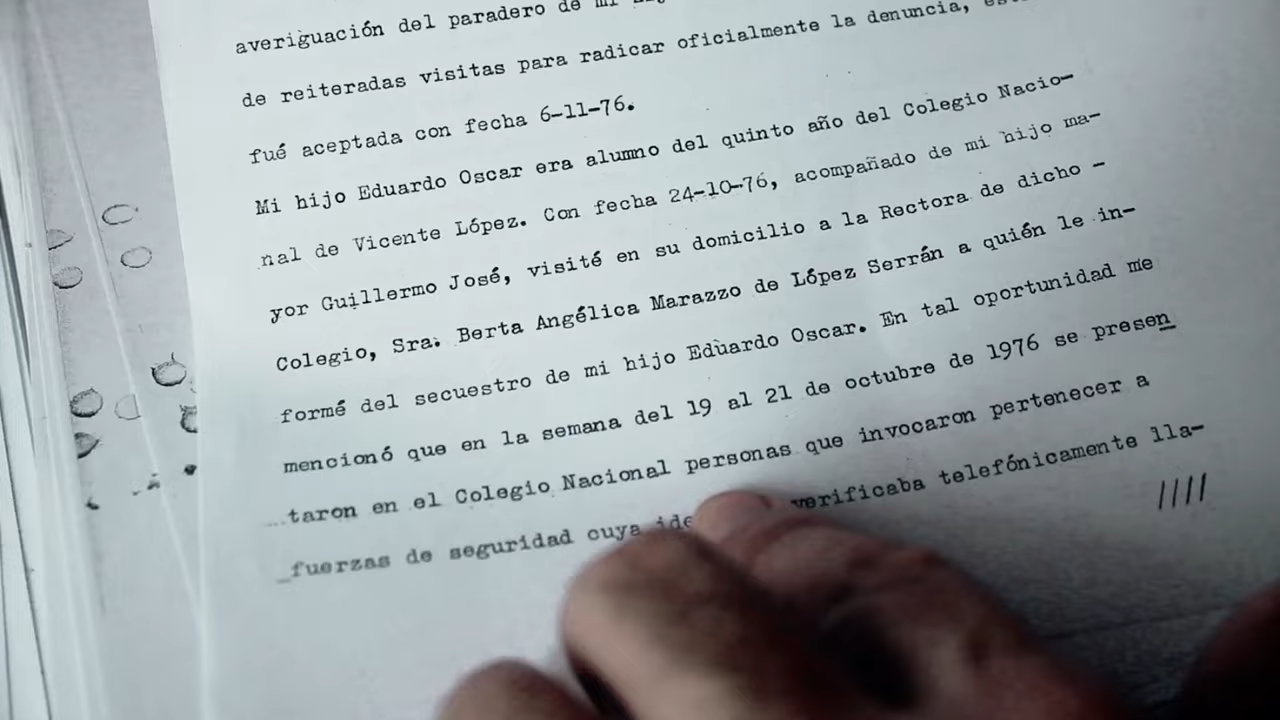 averiguación del paradero de mi
de reiteradas visitas para radicar oficialmente la denuncia,
fué aceptada con fecha 6-11-76.
Mi hijo Eduardo Oscar era alumno del quinto año del Colegio Nacio-
nal de Vicente López. Con fecha 24-10-76, acompañado de mi hijo ma-
yor Guillermo José, visité en su domicilio a la Rectora de dicho -
Colegio, Sra. Berta Angélica Marazzo de López Serrán a quién le in-
formé del secuestro de mi hijo Eduardo Oscar. En tal oportunidad me
mencionó que en la semana del 19 al 21 de octubre de 1976 se presen
taron en el Colegio Nacional personas que invocaron pertenecer a
fuerzas de seguridad cuya verificaba telefónicamente lla-
////